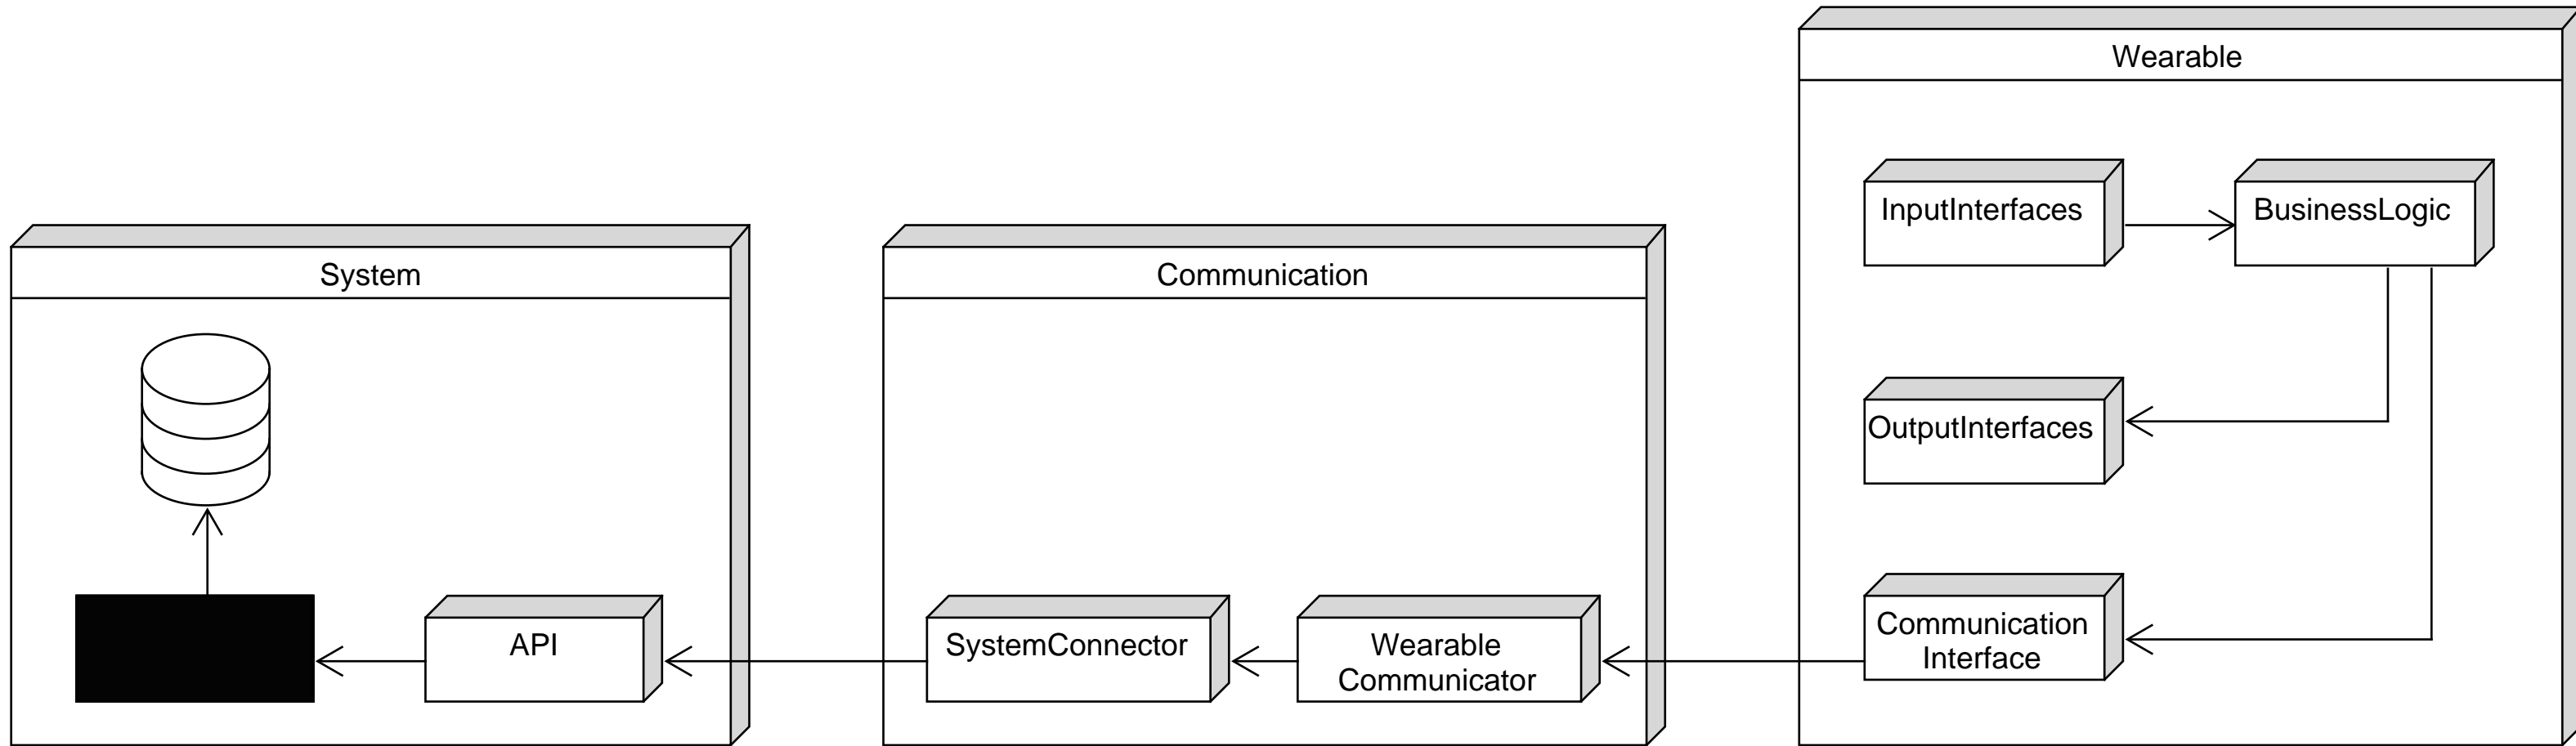 System
API
Communication
SystemConnector
Wearable
Communicator
Wearable
InputInterfaces
BusinessLogic
OutputInterfaces
Communication
Interface